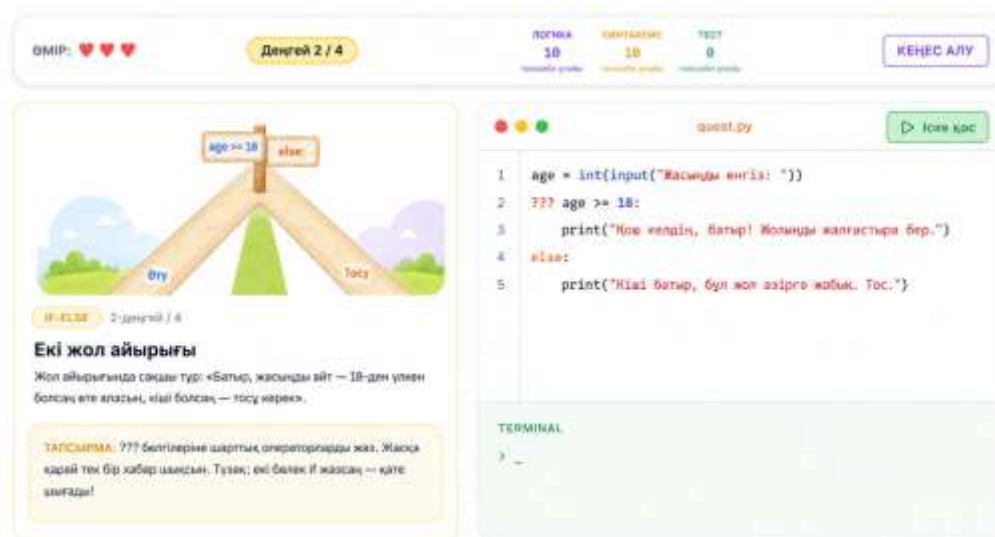 ӨМІР:
Деңгей 2 / 4
ЛОГИКА
10
СИНТАКСИС
10
ТЕСТ
0
КЕҢЕС АЛУ
age >= 18
else:
Өту
Тосу
IF-ELSE 2-деңгей / 4
Екі жол айырығы
Жол айырығында сақшы тұр: «Батыр, жасыңды айт — 18-ден үлкен
болсаң өте аласың, кіші болсаң — тосу керек».
ТАПСЫРМА: ??? белгілеріне шарттық операторларды жаз. Жасқа
қарай тек бір хабар шықсын. Тұзақ: екі бөлек if жазсаң — қате
шығады!
quest.py
Іске қос
1 age = int(input("Жасыңды енгіз: "))
2 ??? age >= 18:
3 print("Қош келдің, батыр! Жолыңды жалғастыра бер.")
4 else:
5 print("Кіші батыр, бұл жол әзірге жабық. Тос.")
TERMINAL
> _